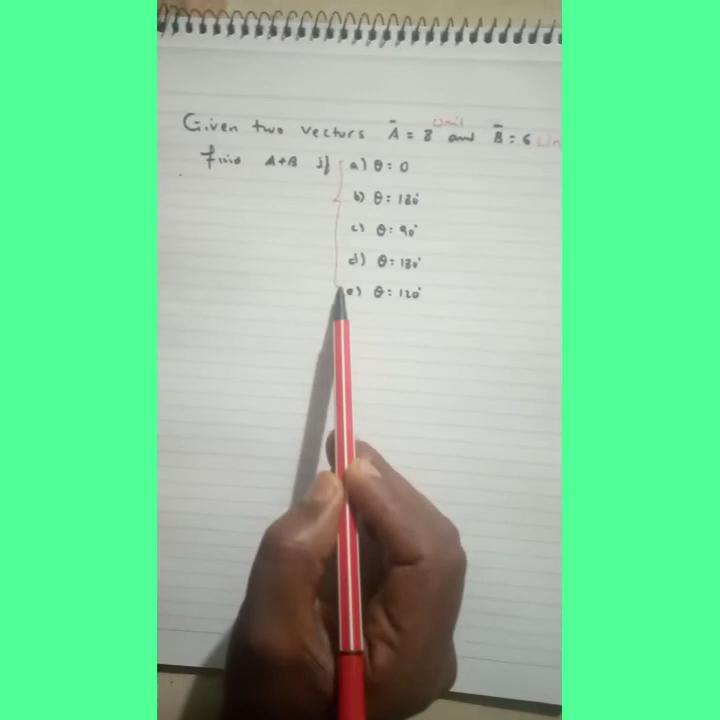 Unit
Given two vectors A̅ = 8 and B̅ = 6 Un
find A+B if a) θ = 0
b) θ = 180°
c) θ = 90°
d) θ = 180°
e) θ = 120°